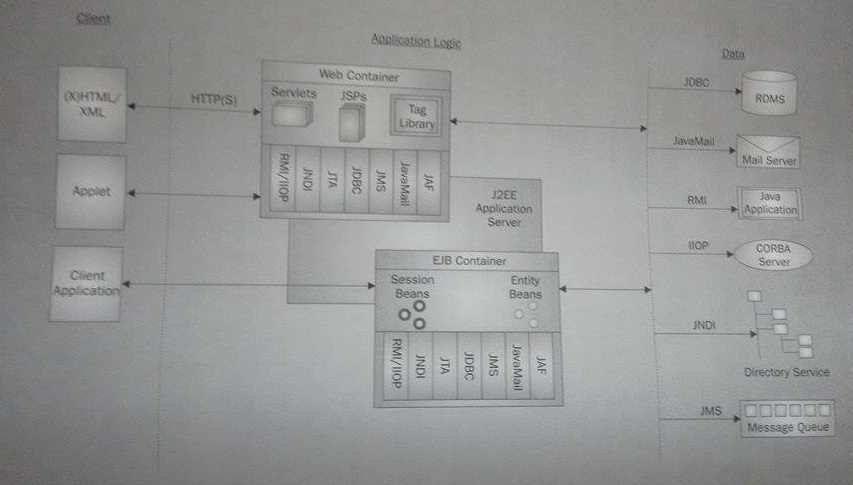 Client
Application Logic
Data
(X)HTML/
XML
HTTP(S)
Applet
Client
Application
Web Container
Servlets
JSPs
Tag
Library
RMI/IIOP
JNDI
JTA
JDBC
JMS
JavaMail
JAF
J2EE
Application
Server
EJB Container
Session
Beans
Entity
Beans
RMI/IIOP
JNDI
JTA
JDBC
JMS
JavaMail
JAF
JDBC
RDMS
JavaMail
Mail Server
RMI
Java
Application
IIOP
CORBA
Server
JNDI
Directory Service
JMS
Message Queue